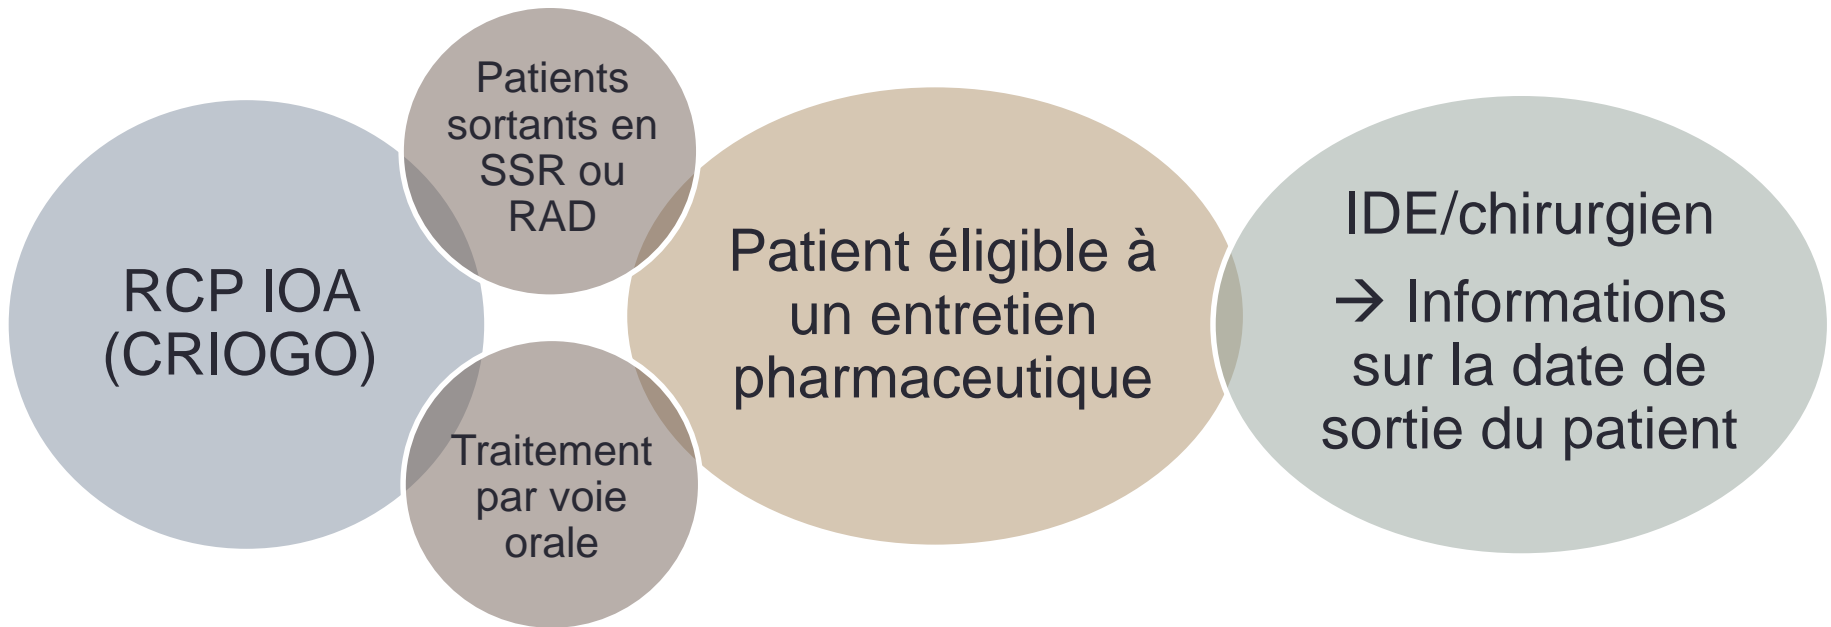 RCP IOA
(CRIOGO)
Patients
sortants en
SSR ou
RAD
Traitement
par voie
orale
Patient éligible à
un entretien
pharmaceutique
IDE/chirurgien
→ Informations
sur la date de
sortie du patient